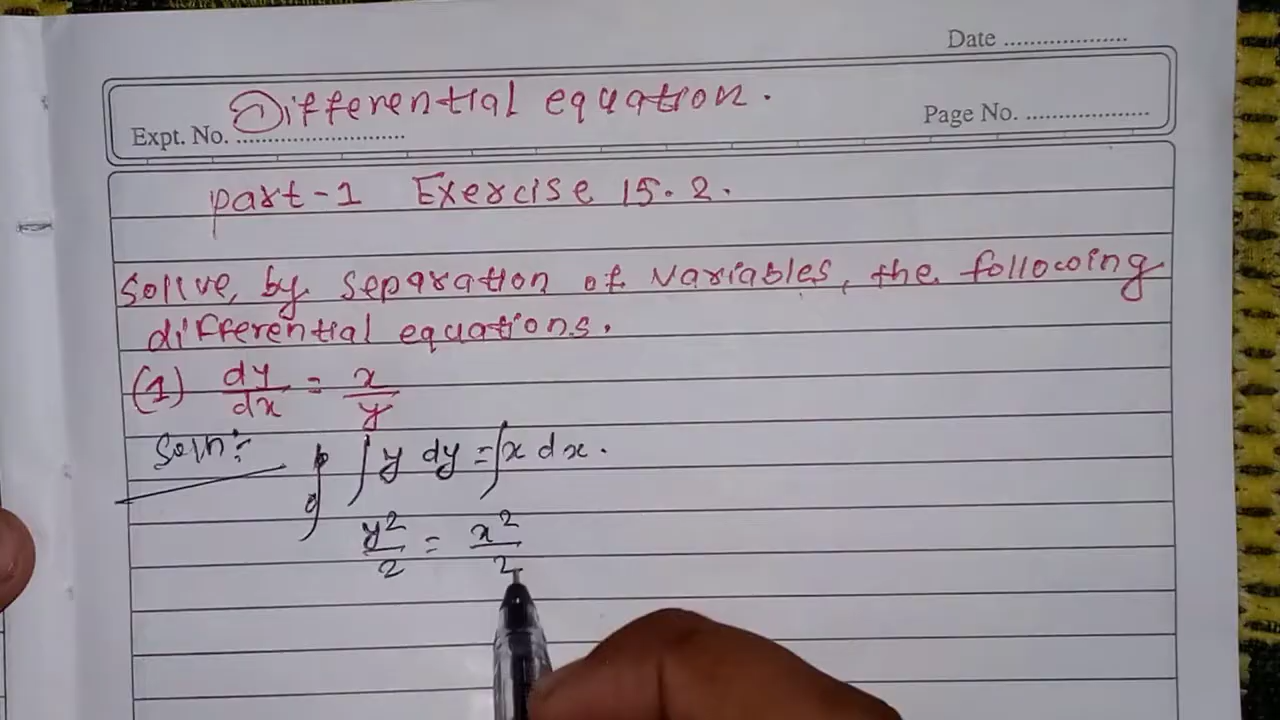 Date ...................
Differential equation.
Expt. No. ..........................
Page No. ...................
part-1 Exercise 15.2.
Sollve, by separation of variables, the following
differential equations.
(1) dy/dx = x/y
Soln:-
∫ y dy = ∫ x dx.
y²/2 = x²/2